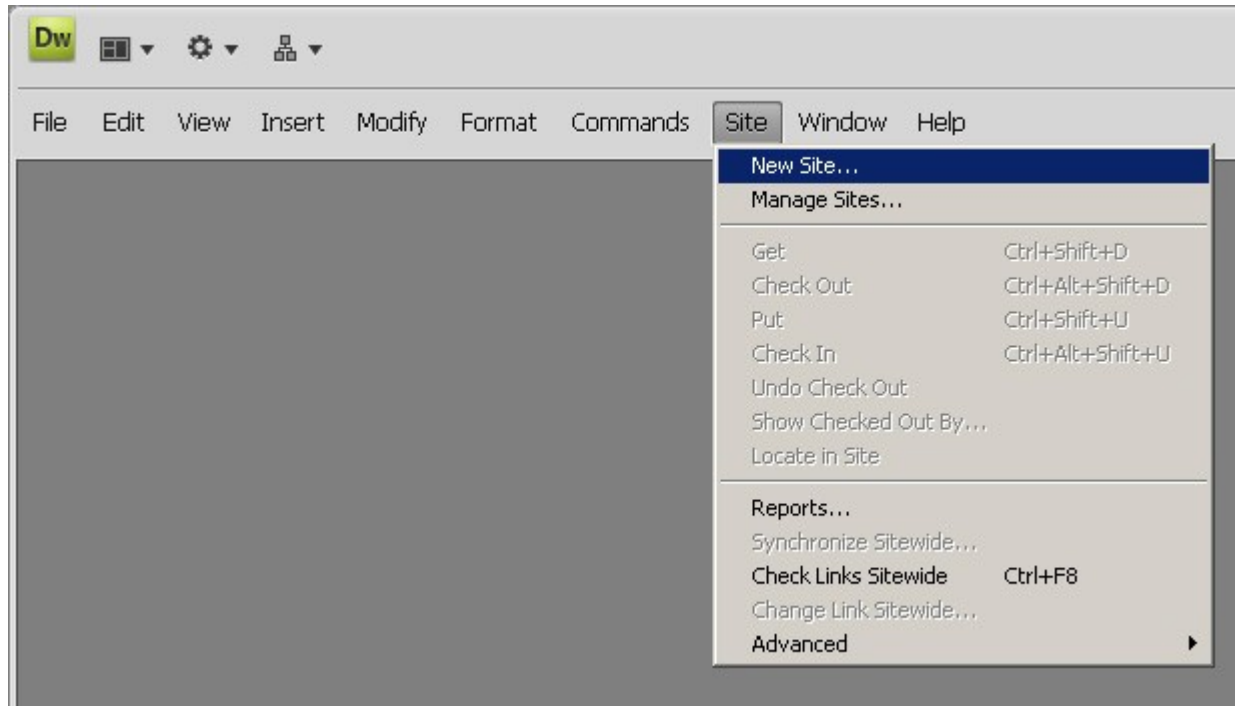 Dw
File Edit View Insert Modify Format Commands Site Window Help
New Site...
Manage Sites...
Get Ctrl+Shift+D
Check Out Ctrl+Alt+Shift+D
Put Ctrl+Shift+U
Check In Ctrl+Alt+Shift+U
Undo Check Out
Show Checked Out By...
Locate in Site
Reports...
Synchronize Sitewide...
Check Links Sitewide Ctrl+F8
Change Link Sitewide...
Advanced